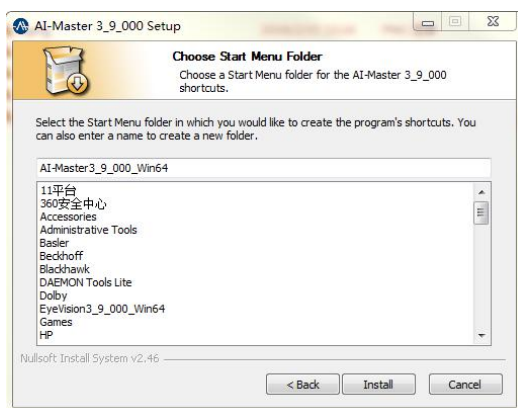 AI-Master 3_9_000 Setup
Choose Start Menu Folder
Choose a Start Menu folder for the AI-Master 3_9_000
shortcuts.
Select the Start Menu folder in which you would like to create the program's shortcuts. You
can also enter a name to create a new folder.
AI-Master3_9_000_Win64
11平台
360安全中心
Accessories
Administrative Tools
Basler
Beckhoff
Blackhawk
DAEMON Tools Lite
Dolby
EyeVision3_9_000_Win64
Games
HP
Nullsoft Install System v2.46
< Back
Install
Cancel